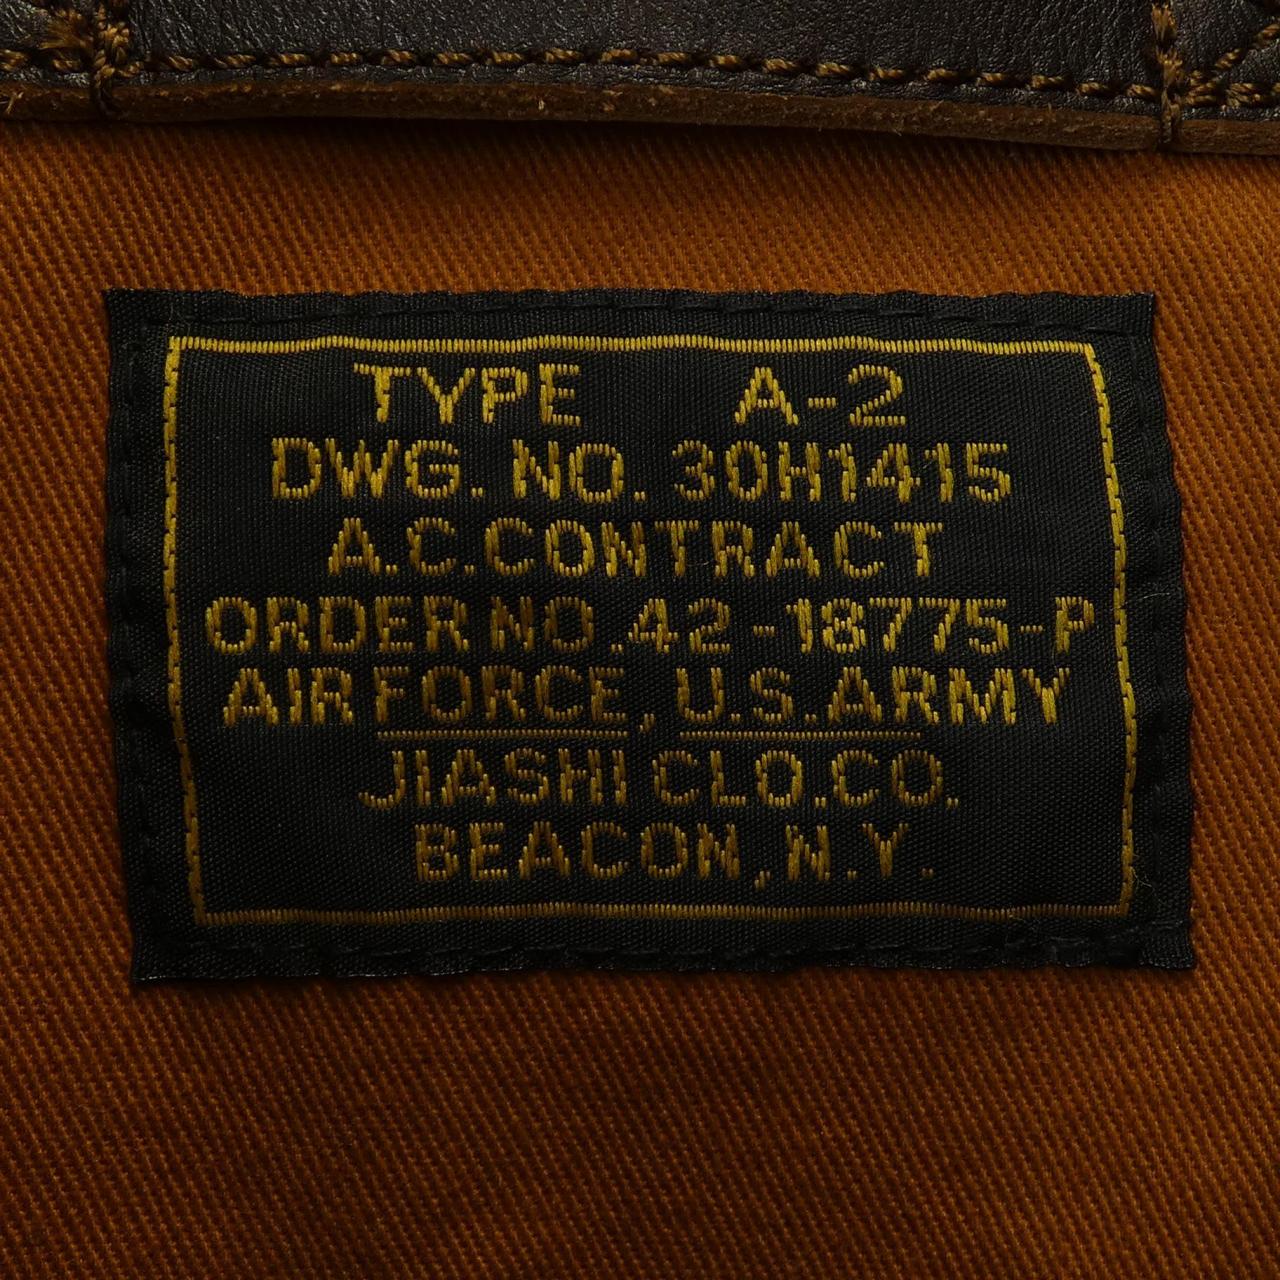 TYPE A-2
DWG. NO. 30H1415
A.C.CONTRACT
ORDER NO.42-18775-P
AIR FORCE, U.S.ARMY
JIASHI CLO.CO.
BEACON,N.Y.